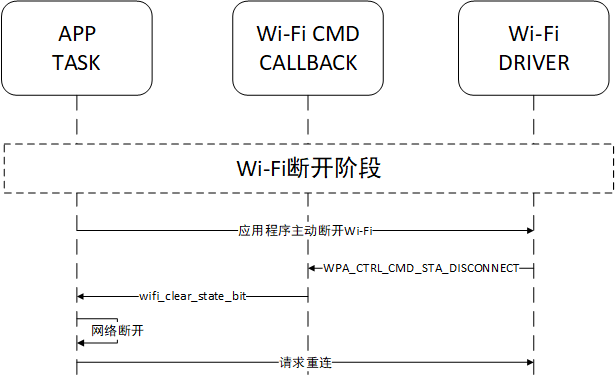 APP
TASK
Wi-Fi CMD
CALLBACK
Wi-Fi
DRIVER
Wi-Fi断开阶段
应用程序主动断开Wi-Fi
WPA_CTRL_CMD_STA_DISCONNECT
wifi_clear_state_bit
网络断开
请求重连